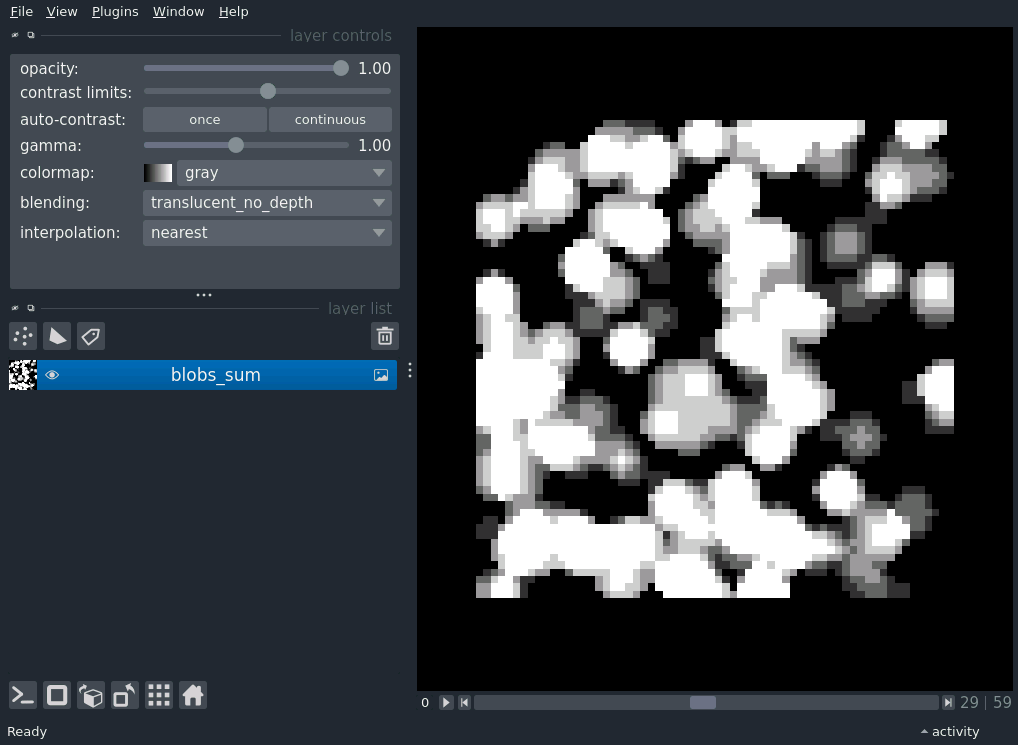 File View Plugins Window Help
layer controls
opacity: 1.00
contrast limits:
auto-contrast: once continuous
gamma: 1.00
colormap: gray
blending: translucent_no_depth
interpolation: nearest
layer list
blobs_sum
0 29 | 59
Ready activity